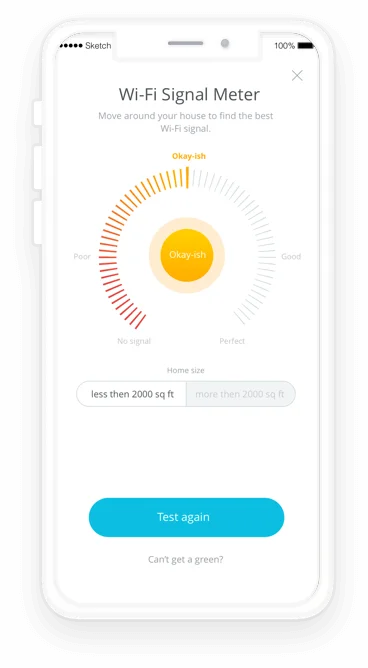 Sketch 100%
Wi-Fi Signal Meter
Move around your house to find the best
Wi-Fi signal.
Okay-ish
Poor Okay-ish Good
No signal Perfect
Home size
less then 2000 sq ft more then 2000 sq ft
Test again
Can't get a green?